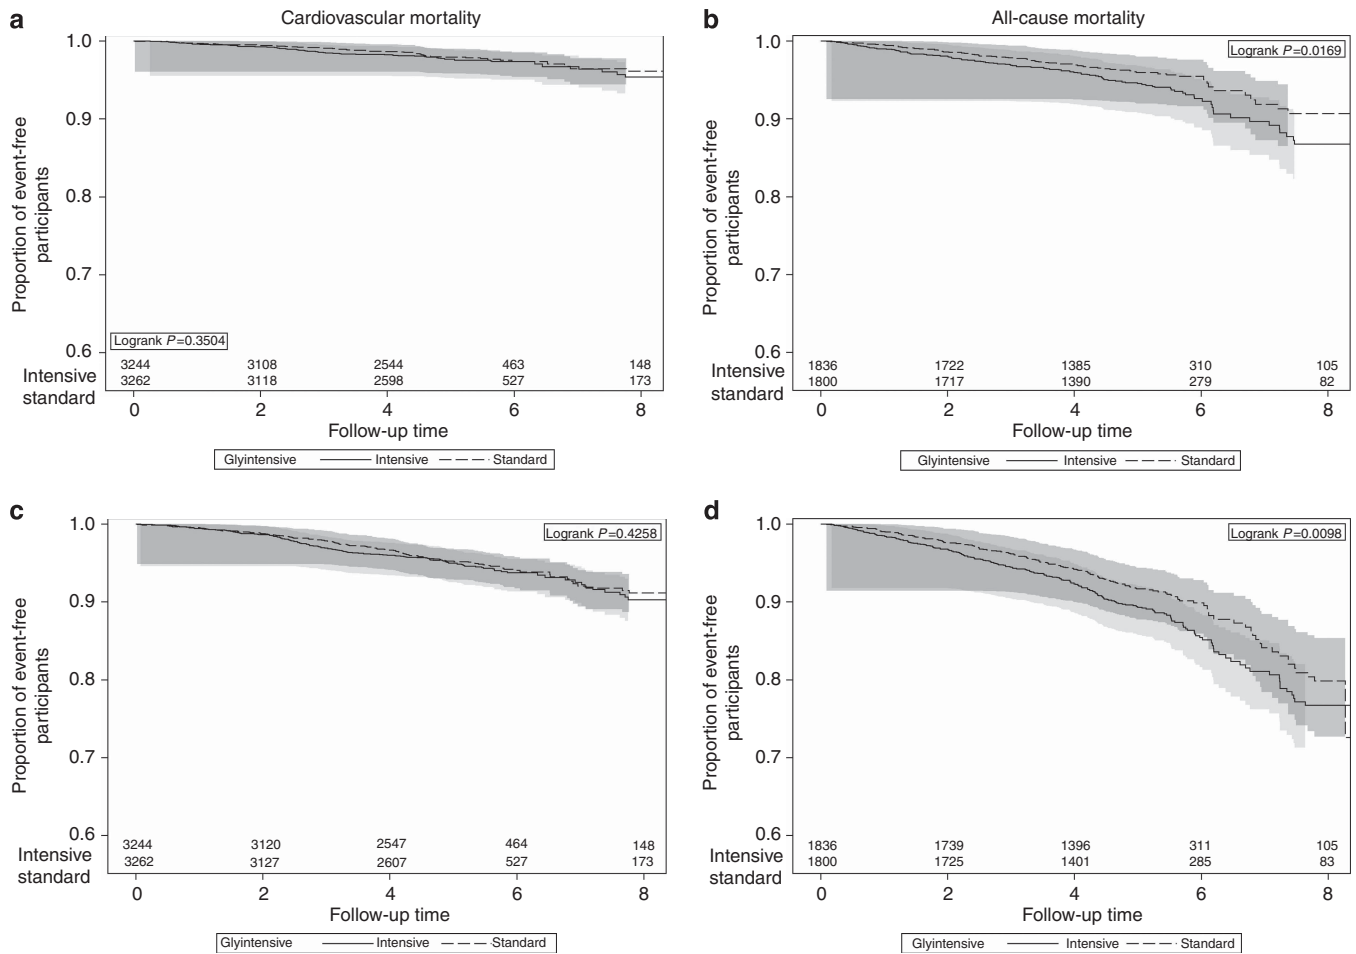 a
Cardiovascular mortality
1.0
0.9
0.8
0.7
0.6
Proportion of event-free
participants
Logrank P=0.3504
3244 3108 2544 463 148
3262 3118 2598 527 173
Intensive
standard
0 2 4 6 8
Follow-up time
Glyintensive Intensive Standard
b
All-cause mortality
1.0
0.9
0.8
0.7
0.6
Proportion of event-free
participants
Logrank P=0.0169
1836 1722 1385 310 105
1800 1717 1390 279 82
Intensive
standard
0 2 4 6 8
Follow-up time
Glyintensive Intensive Standard
c
1.0
0.9
0.8
0.7
0.6
Proportion of event-free
participants
Logrank P=0.4258
3244 3120 2547 464 148
3262 3127 2607 527 173
Intensive
standard
0 2 4 6 8
Follow-up time
Glyintensive Intensive Standard
d
1.0
0.9
0.8
0.7
0.6
Proportion of event-free
participants
Logrank P=0.0098
1836 1739 1396 311 105
1800 1725 1401 285 83
Intensive
standard
0 2 4 6 8
Follow-up time
Glyintensive Intensive Standard